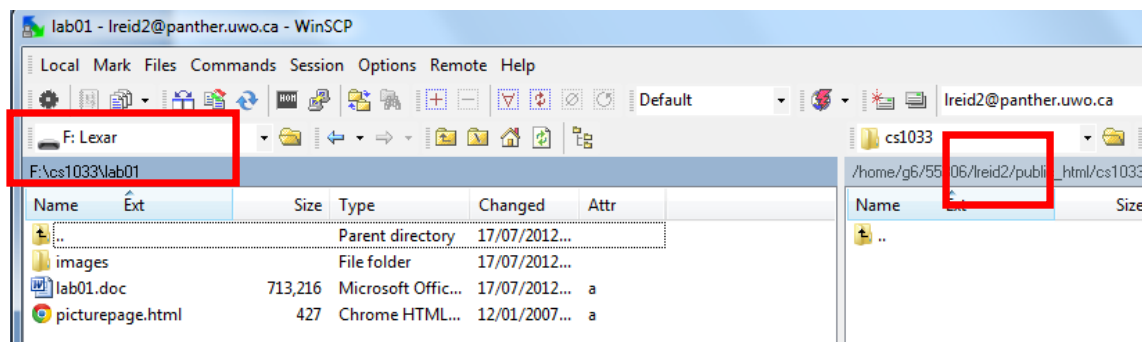 lab01 - lreid2@panther.uwo.ca - WinSCP
Local Mark Files Commands Session Options Remote Help
Default lreid2@panther.uwo.ca
F: Lexar cs1033
F:\cs1033\lab01 /home/g6/55 06/lreid2/publi _html/cs1033
Name Ext Size Type Changed Attr Name Ext Size
.. Parent directory 17/07/2012... ..
images File folder 17/07/2012...
lab01.doc 713,216 Microsoft Offic... 17/07/2012... a
picturepage.html 427 Chrome HTML... 12/01/2007... a